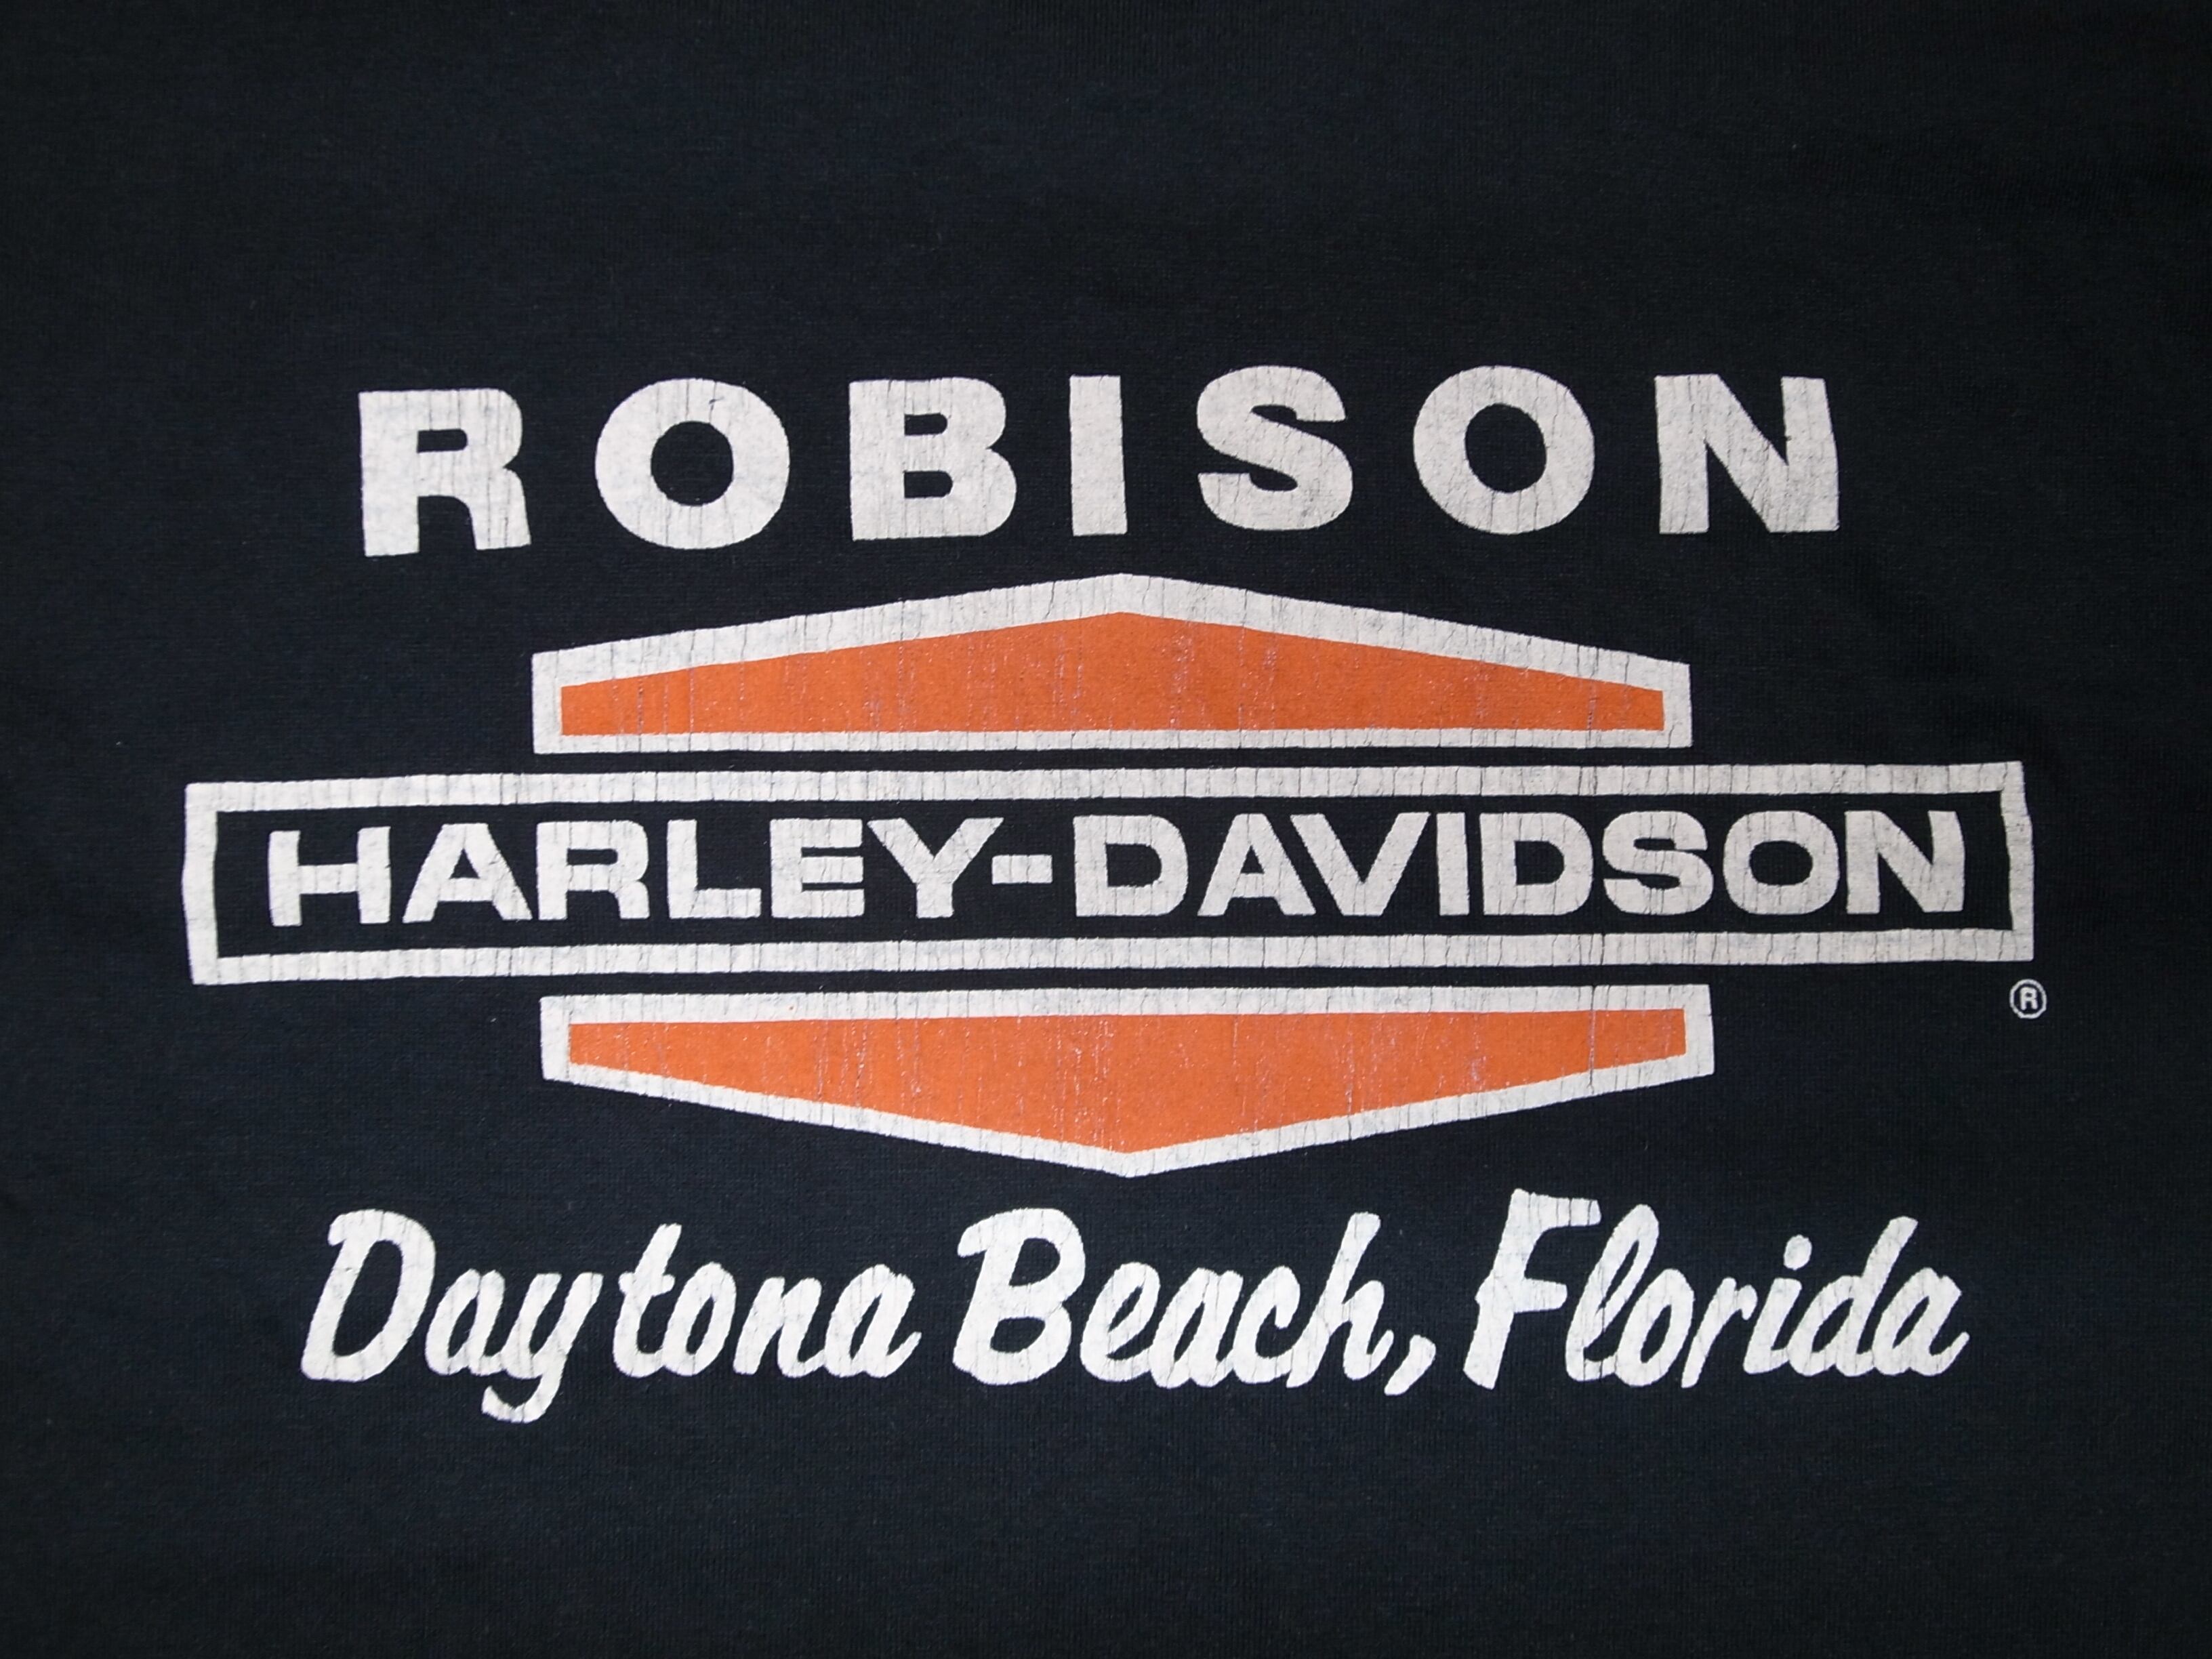 ROBISON
HARLEY-DAVIDSON
®
Daytona Beach, Florida